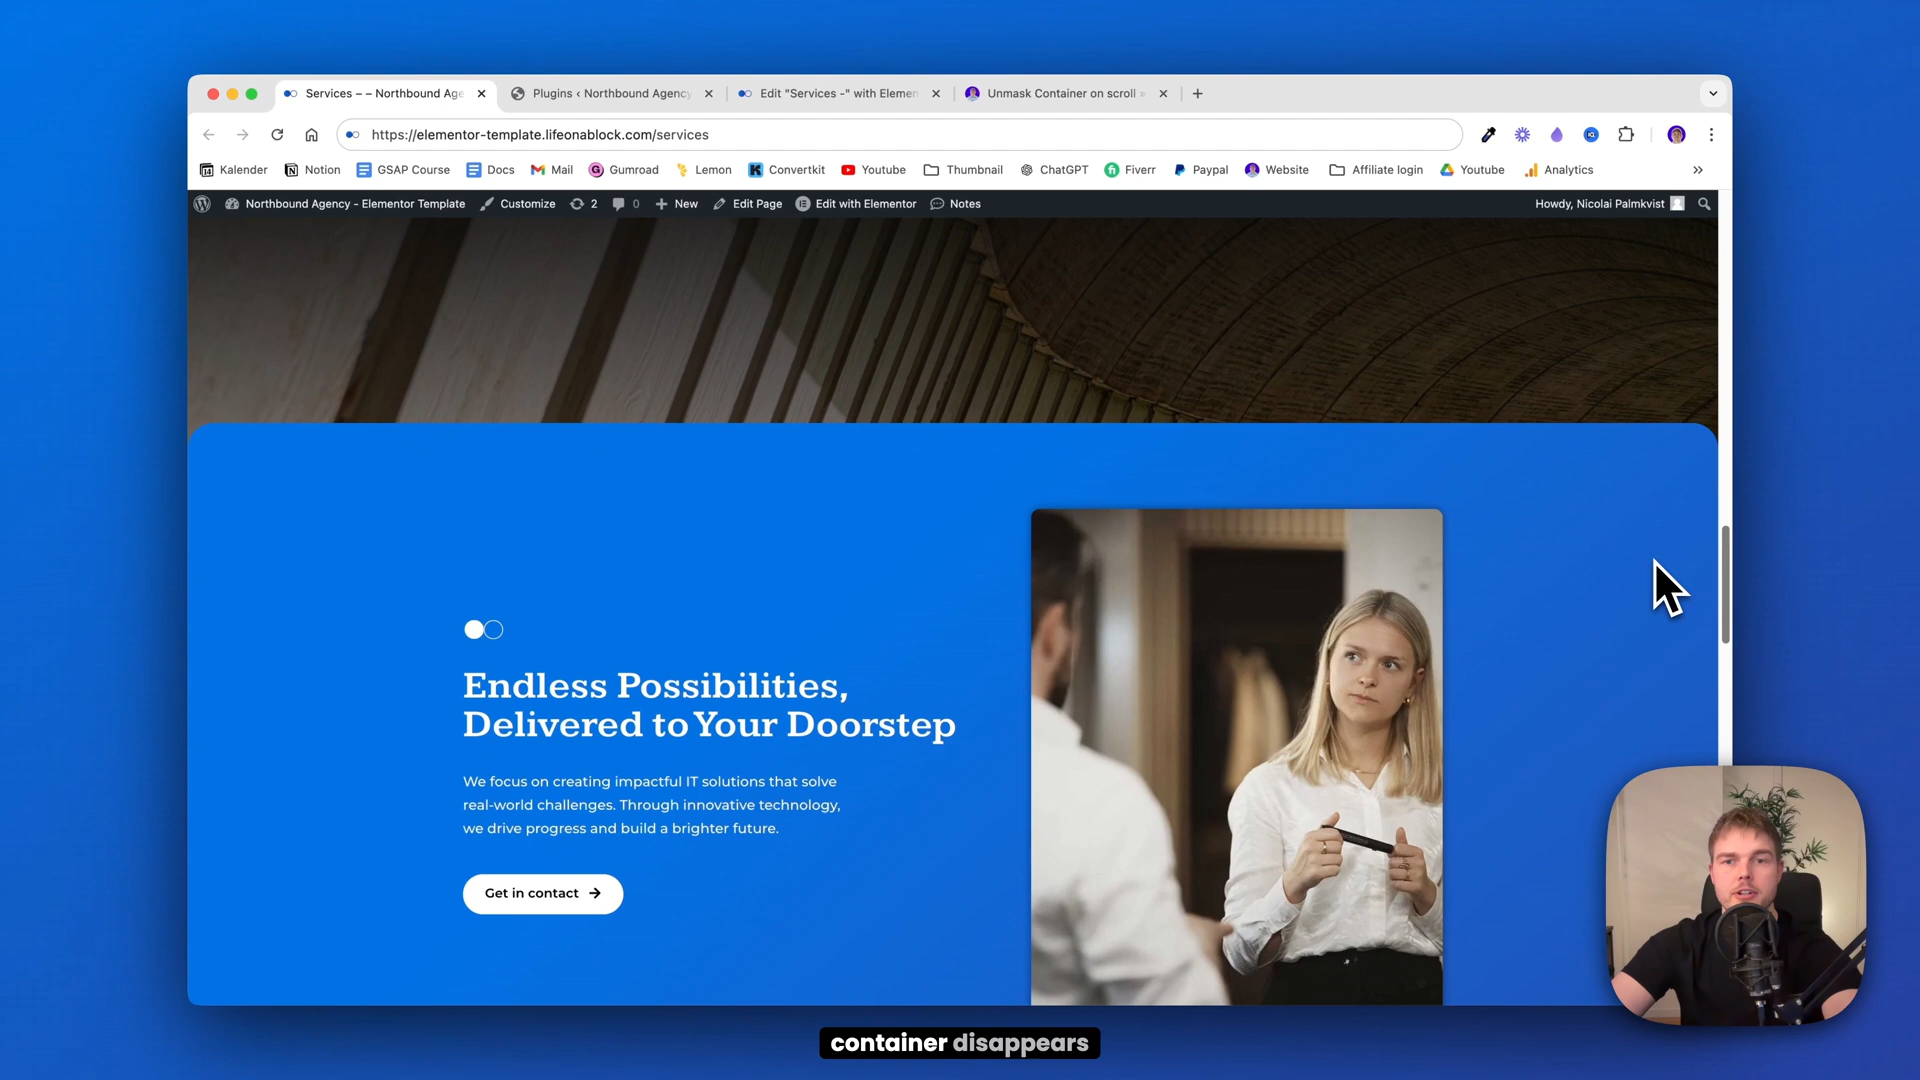 Services – – Northbound Age
Plugins ‹ Northbound Agency
Edit "Services -" with Elemen
Unmask Container on scroll »
https://elementor-template.lifeonablock.com/services
14 Kalender
Notion
GSAP Course
Docs
Mail
Gumroad
Lemon
Convertkit
Youtube
Thumbnail
ChatGPT
Fiverr
Paypal
Website
Affiliate login
Youtube
Analytics
»
Northbound Agency - Elementor Template
Customize
2
0
New
Edit Page
Edit with Elementor
Notes
Howdy, Nicolai Palmkvist
Endless Possibilities,
Delivered to Your Doorstep
We focus on creating impactful IT solutions that solve
real-world challenges. Through innovative technology,
we drive progress and build a brighter future.
Get in contact →
container disappears